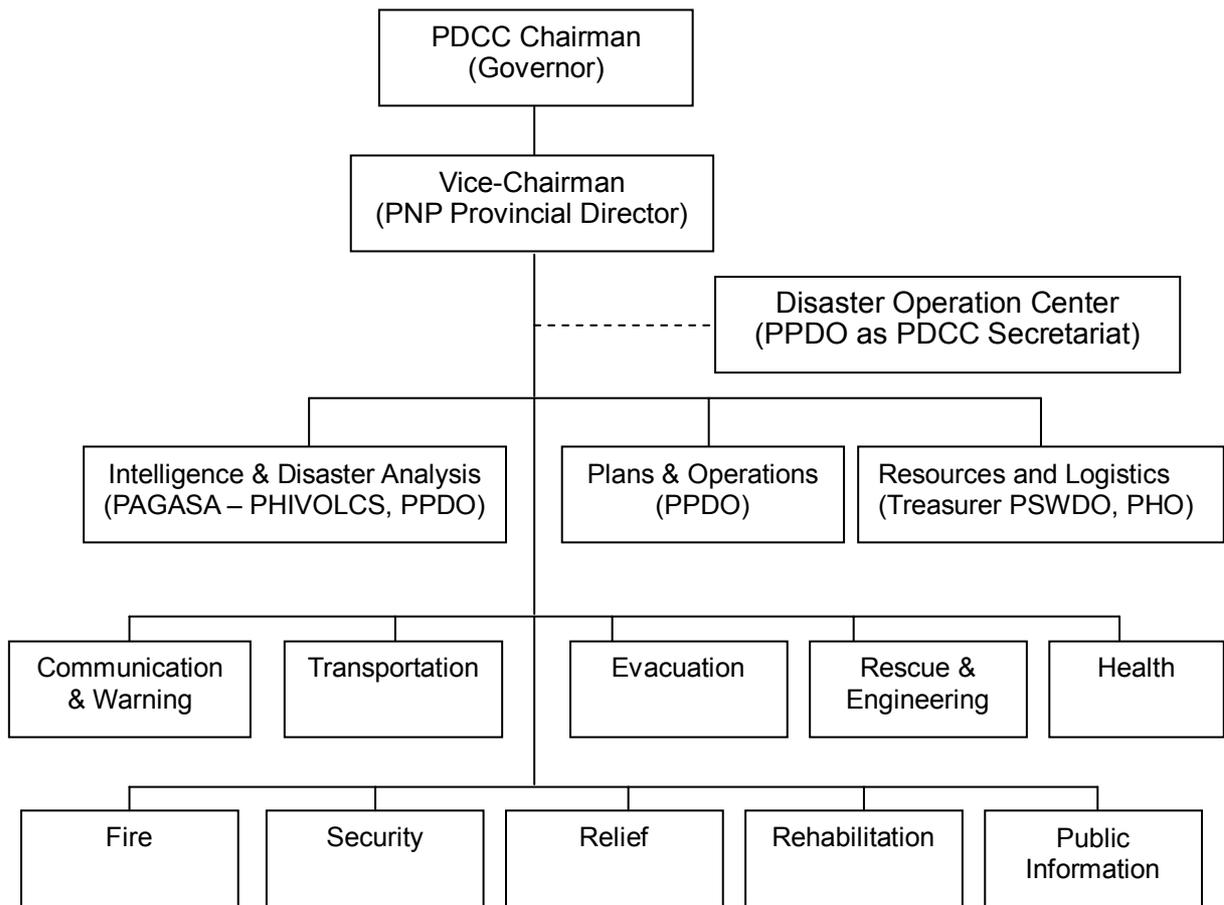 PDCC Chairman
(Governor)
Vice-Chairman
(PNP Provincial Director)
Disaster Operation Center
(PPDO as PDCC Secretariat)
Intelligence & Disaster Analysis
(PAGASA – PHIVOLCS, PPDO)
Plans & Operations
(PPDO)
Resources and Logistics
(Treasurer PSWDO, PHO)
Communication
& Warning
Transportation
Evacuation
Rescue &
Engineering
Health
Fire
Security
Relief
Rehabilitation
Public
Information